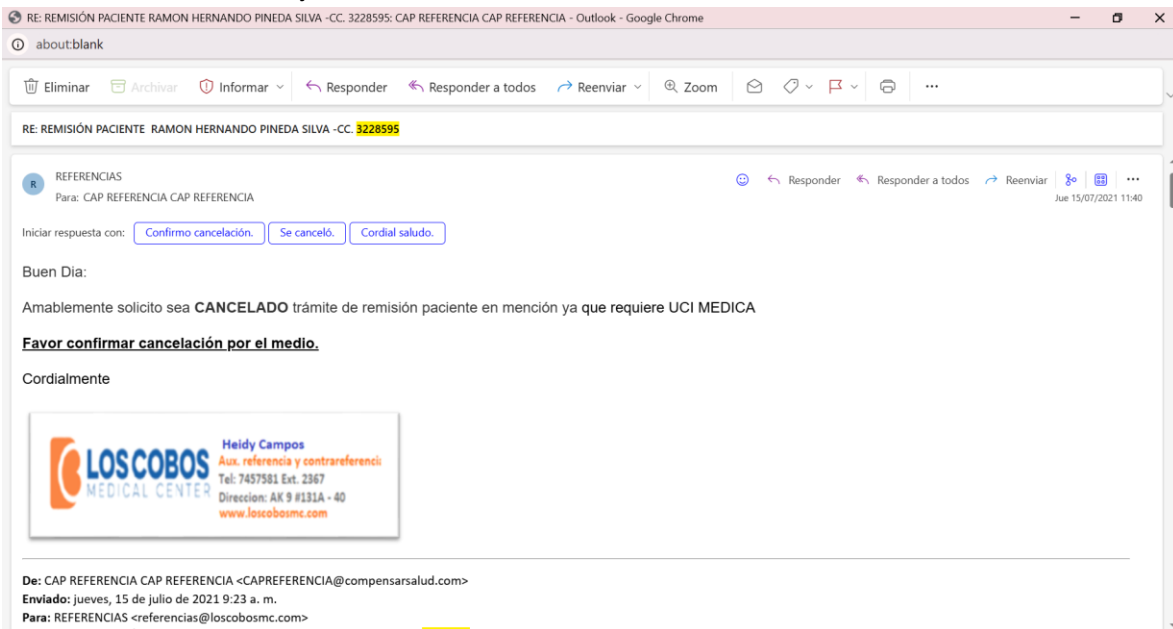 RE: REMISIÓN PACIENTE RAMON HERNANDO PINEDA SILVA -CC. 3228595: CAP REFERENCIA CAP REFERENCIA - Outlook - Google Chrome
about:blank
Eliminar Archivar Informar Responder Responder a todos Reenviar Zoom ...
RE: REMISIÓN PACIENTE RAMON HERNANDO PINEDA SILVA -CC. 3228595
R
REFERENCIAS
Para: CAP REFERENCIA CAP REFERENCIA
Responder Responder a todos Reenviar ...
Jue 15/07/2021 11:40
Iniciar respuesta con: Confirmo cancelación. Se canceló. Cordial saludo.
Buen Dia:
Amablemente solicito sea CANCELADO trámite de remisión paciente en mención ya que requiere UCI MEDICA
Favor confirmar cancelación por el medio.
Cordialmente
LOS COBOS
MEDICAL CENTER
Heidy Campos
Aux. referencia y contrareferenci
Tel: 7457581 Ext. 2367
Direccion: AK 9 #131A - 40
www.loscobosmc.com
De: CAP REFERENCIA CAP REFERENCIA <CAPREFERENCIA@compensarsalud.com>
Enviado: jueves, 15 de julio de 2021 9:23 a. m.
Para: REFERENCIAS <referencias@loscobosmc.com>